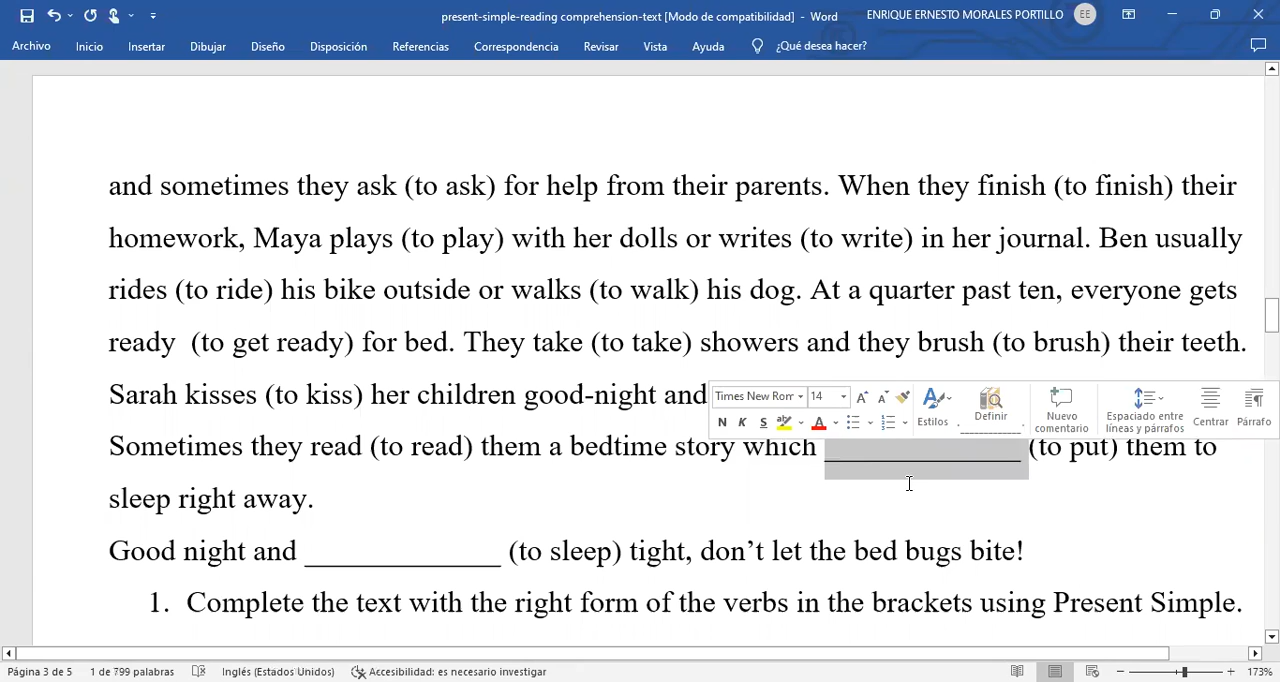 present-simple-reading comprehension-text [Modo de compatibilidad] - Word
ENRIQUE ERNESTO MORALES PORTILLO EE
Archivo Inicio Insertar Dibujar Diseño Disposición Referencias Correspondencia Revisar Vista Ayuda ¿Qué desea hacer?
and sometimes they ask (to ask) for help from their parents. When they finish (to finish) their
homework, Maya plays (to play) with her dolls or writes (to write) in her journal. Ben usually
rides (to ride) his bike outside or walks (to walk) his dog. At a quarter past ten, everyone gets
ready (to get ready) for bed. They take (to take) showers and they brush (to brush) their teeth.
Sarah kisses (to kiss) her children good-night and
Times New Rom 14 A A A Definir Nuevo comentario Espaciado entre líneas y párrafos Centrar Párrafo
N K S A Estilos
Sometimes they read (to read) them a bedtime story which ______________ (to put) them to
sleep right away.
Good night and ______________ (to sleep) tight, don’t let the bed bugs bite!
1. Complete the text with the right form of the verbs in the brackets using Present Simple.
Página 3 de 5 1 de 799 palabras Inglés (Estados Unidos) Accesibilidad: es necesario investigar 173%